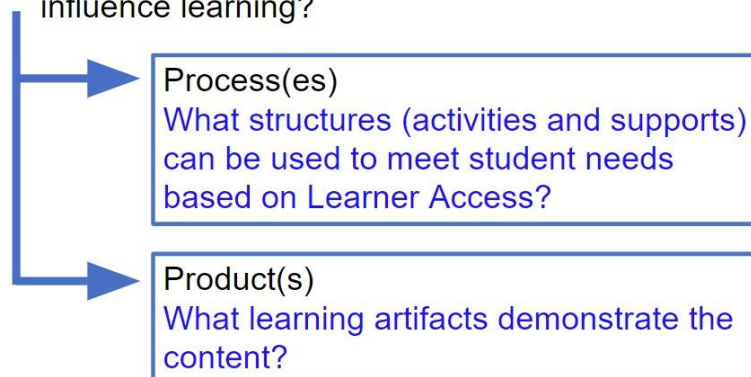 influence learning?
Process(es)
What structures (activities and supports)
can be used to meet student needs
based on Learner Access?
Product(s)
What learning artifacts demonstrate the
content?